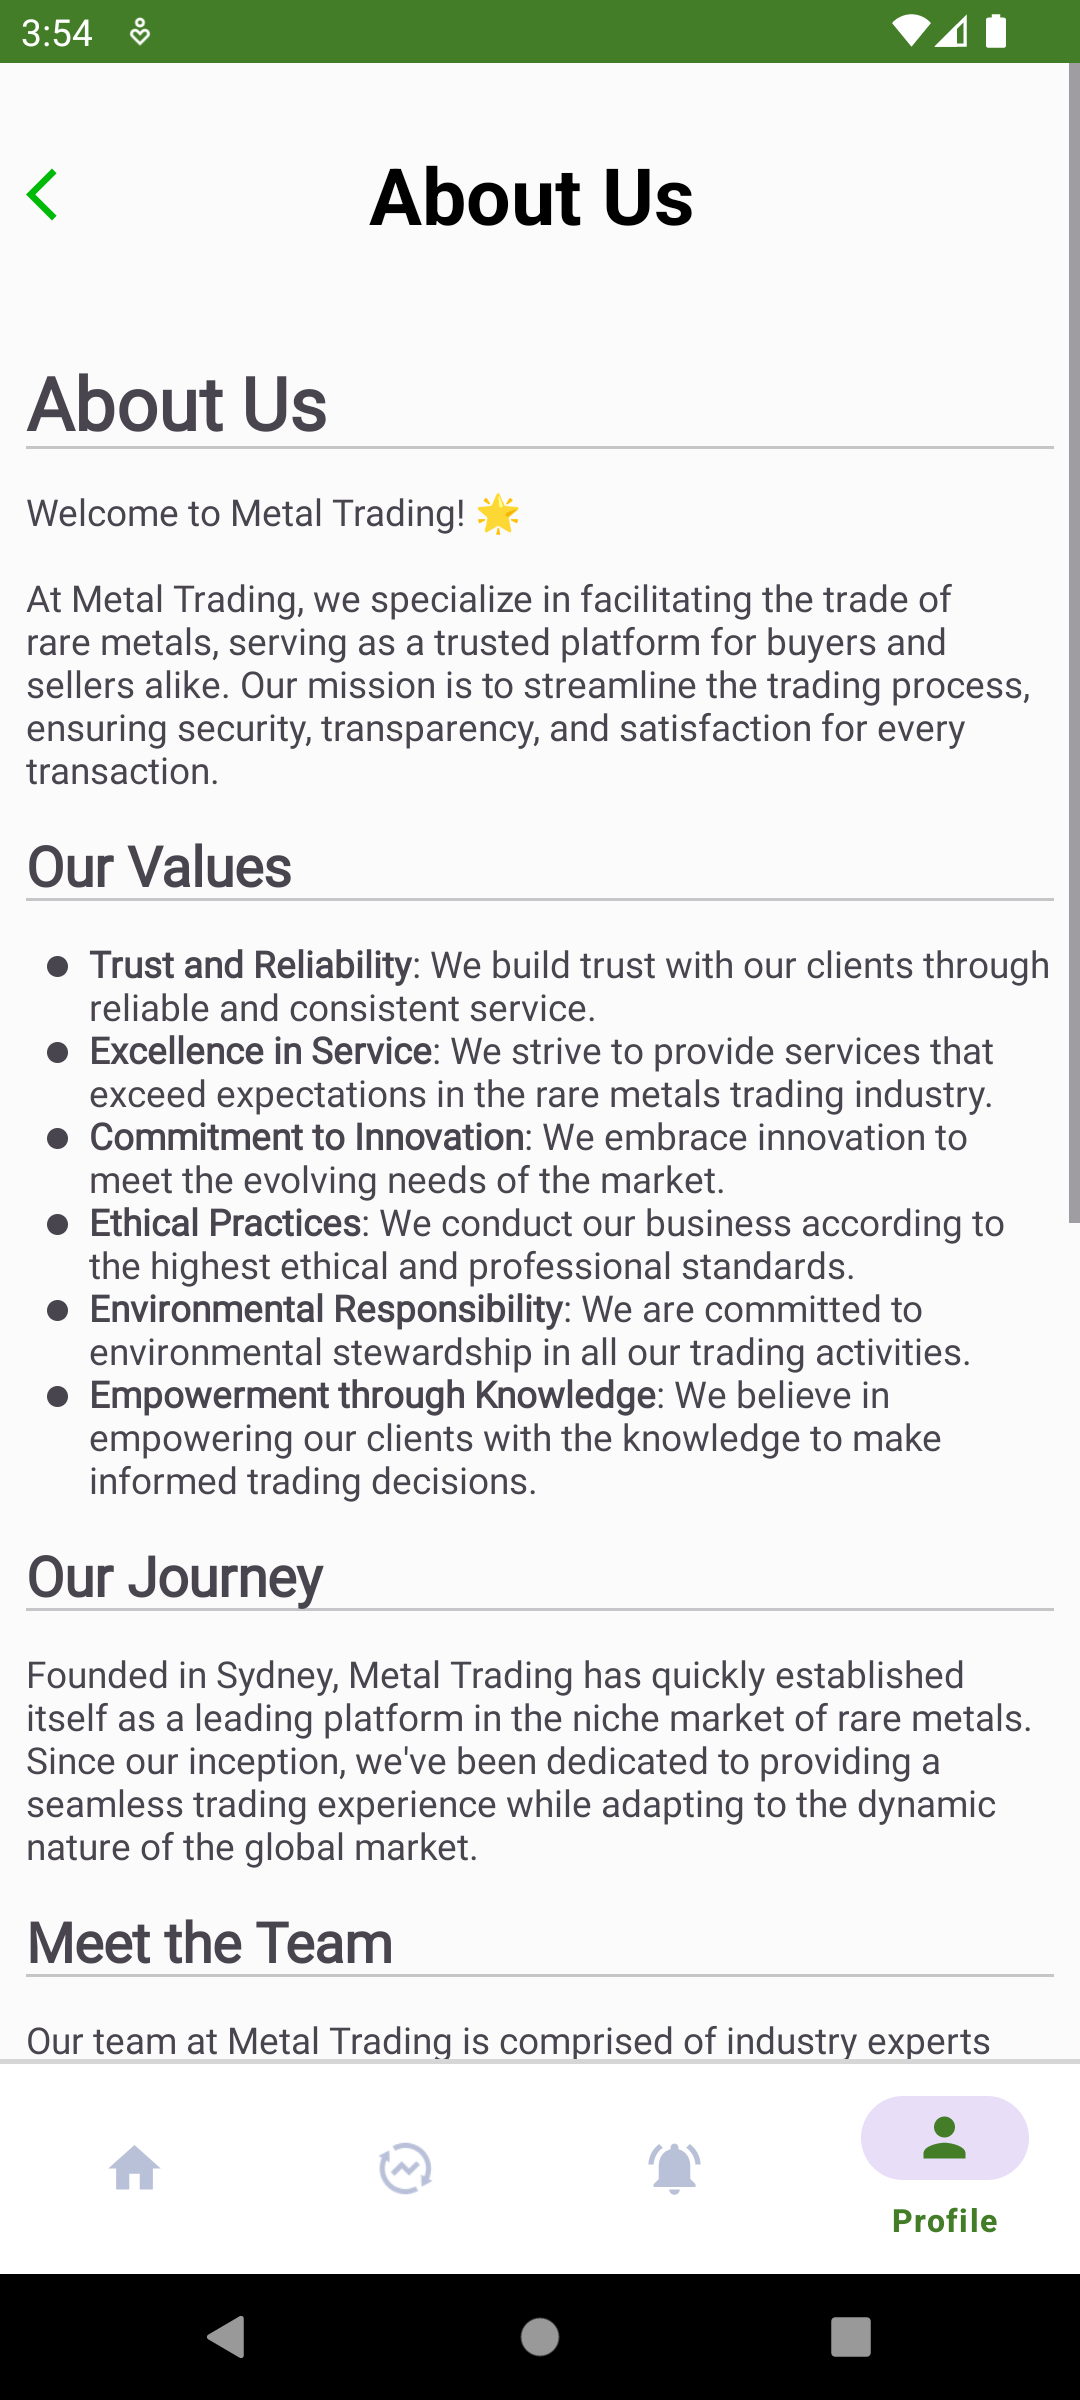 3:54
About Us
About Us
Welcome to Metal Trading! 🌟
At Metal Trading, we specialize in facilitating the trade of
rare metals, serving as a trusted platform for buyers and
sellers alike. Our mission is to streamline the trading process,
ensuring security, transparency, and satisfaction for every
transaction.
Our Values
● Trust and Reliability: We build trust with our clients through
reliable and consistent service.
● Excellence in Service: We strive to provide services that
exceed expectations in the rare metals trading industry.
● Commitment to Innovation: We embrace innovation to
meet the evolving needs of the market.
● Ethical Practices: We conduct our business according to
the highest ethical and professional standards.
● Environmental Responsibility: We are committed to
environmental stewardship in all our trading activities.
● Empowerment through Knowledge: We believe in
empowering our clients with the knowledge to make
informed trading decisions.
Our Journey
Founded in Sydney, Metal Trading has quickly established
itself as a leading platform in the niche market of rare metals.
Since our inception, we've been dedicated to providing a
seamless trading experience while adapting to the dynamic
nature of the global market.
Meet the Team
Our team at Metal Trading is comprised of industry experts
Profile